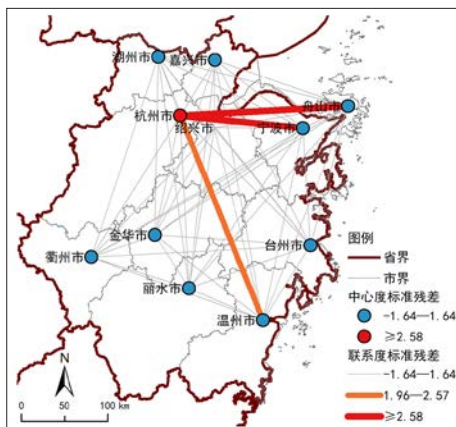 湖州市
嘉兴市
舟山市
杭州市
绍兴市
宁波市
金华市
衢州市
台州市
丽水市
温州市
图例
省界
市界
中心度标准残差
-1.64—1.64
≥2.58
联系度标准残差
-1.64—1.64
1.96—2.57
≥2.58
N
0 50 100 km